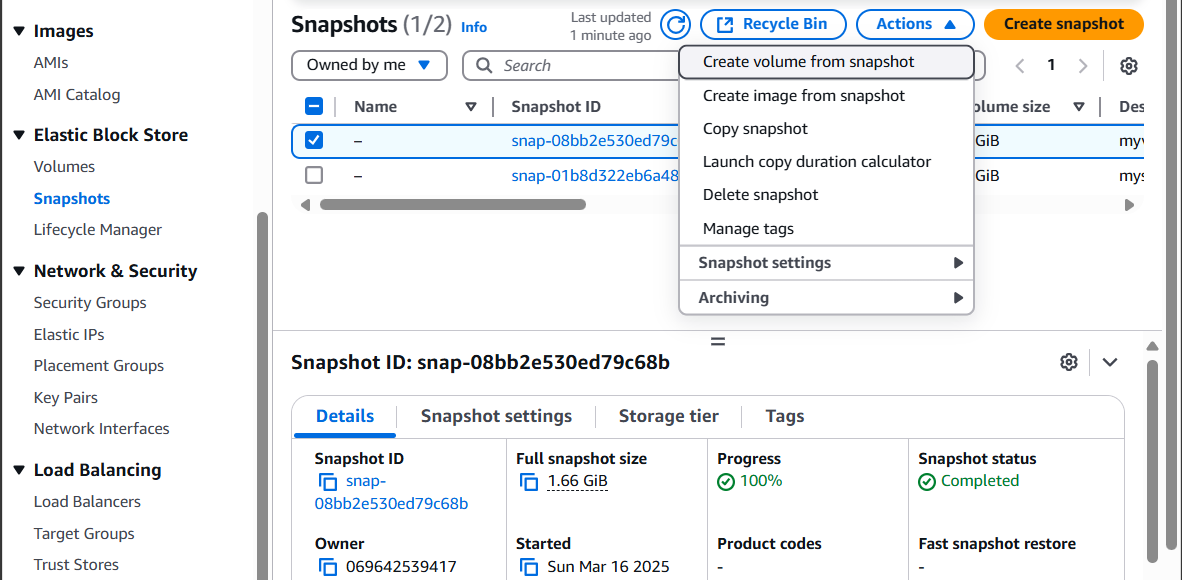 Images
AMIs
AMI Catalog
Elastic Block Store
Volumes
Snapshots
Lifecycle Manager
Network & Security
Security Groups
Elastic IPs
Placement Groups
Key Pairs
Network Interfaces
Load Balancing
Load Balancers
Target Groups
Trust Stores
Snapshots (1/2) Info
Last updated
1 minute ago
Recycle Bin
Actions
Create snapshot
Owned by me
Search
1
Name
Snapshot ID
olume size
Des
– snap-08bb2e530ed79c GiB myv
– snap-01b8d322eb6a48 GiB mys
Create volume from snapshot
Create image from snapshot
Copy snapshot
Launch copy duration calculator
Delete snapshot
Manage tags
Snapshot settings
Archiving
Snapshot ID: snap-08bb2e530ed79c68b
Details Snapshot settings Storage tier Tags
Snapshot ID
snap-
08bb2e530ed79c68b
Full snapshot size
1.66 GiB
Progress
100%
Snapshot status
Completed
Owner
069642539417
Started
Sun Mar 16 2025
Product codes
-
Fast snapshot restore
-